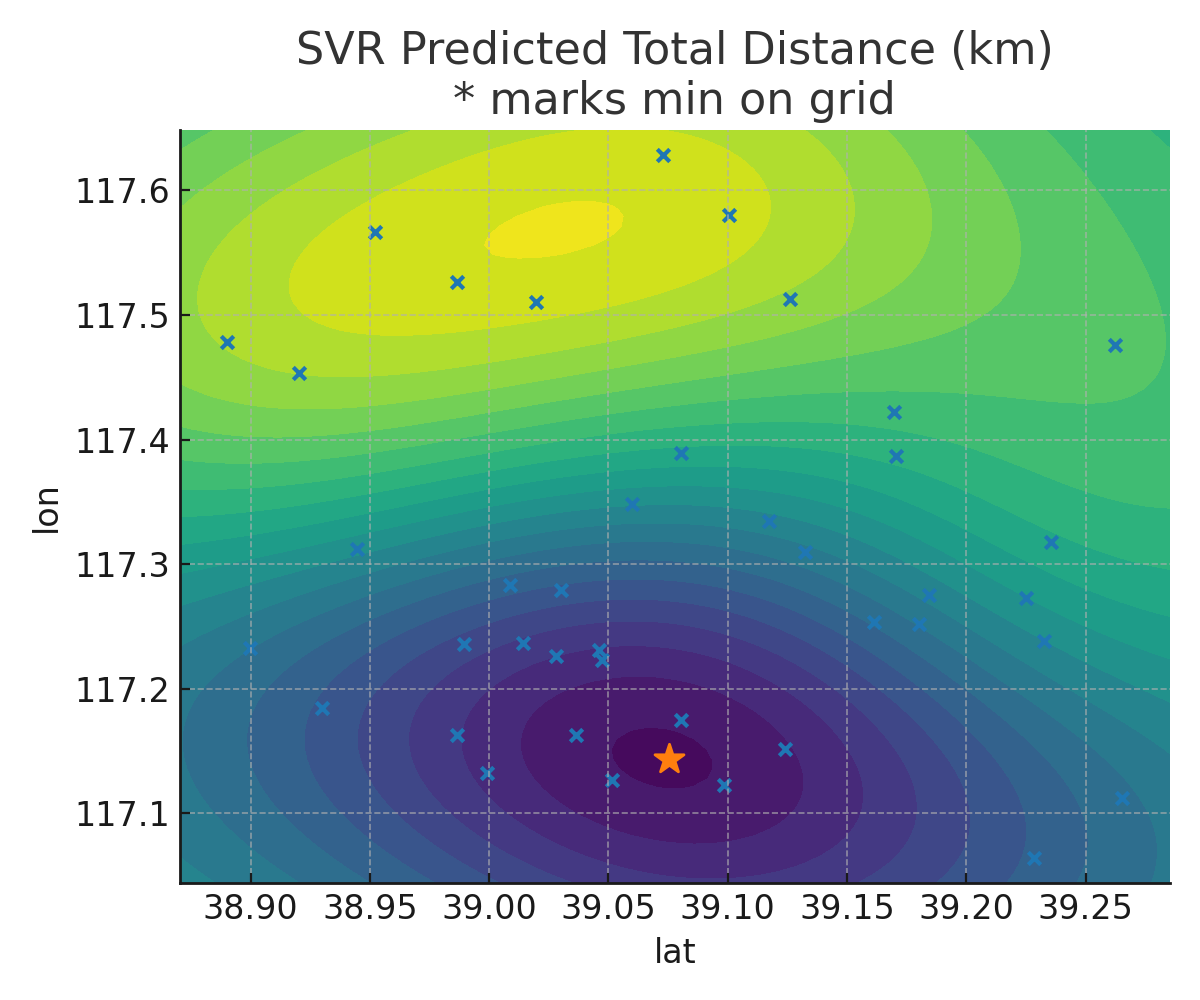 SVR Predicted Total Distance (km)
* marks min on grid
117.6
117.5
117.4
117.3
117.2
117.1
lon
38.90 38.95 39.00 39.05 39.10 39.15 39.20 39.25
lat